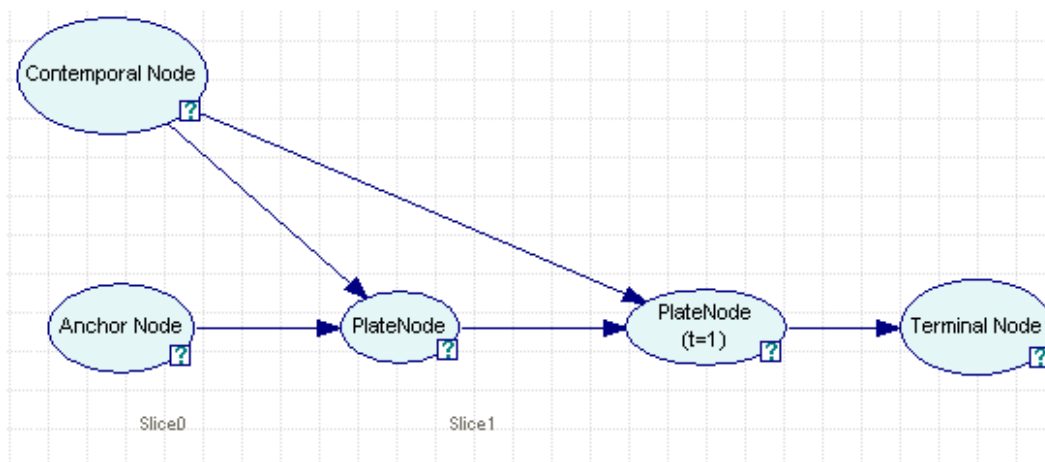 Contemporal Node
?
Anchor Node
?
PlateNode
?
PlateNode
(t=1)
?
Terminal Node
?
Slice0
Slice1